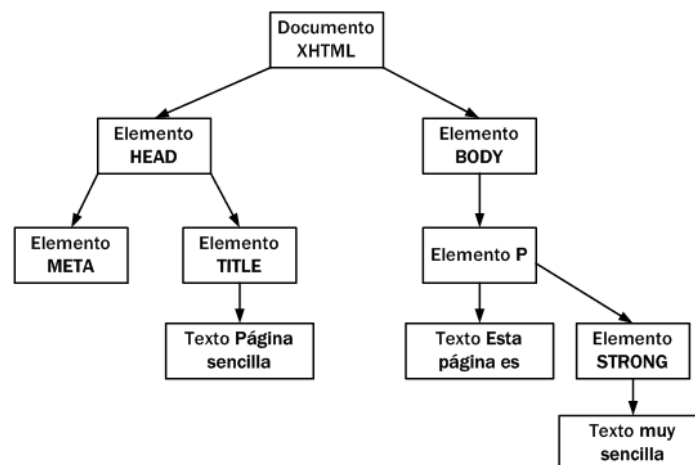 Documento
XHTML
Elemento
HEAD
Elemento
BODY
Elemento
META
Elemento
TITLE
Elemento P
Texto Página
sencilla
Texto Esta
página es
Elemento
STRONG
Texto muy
sencilla